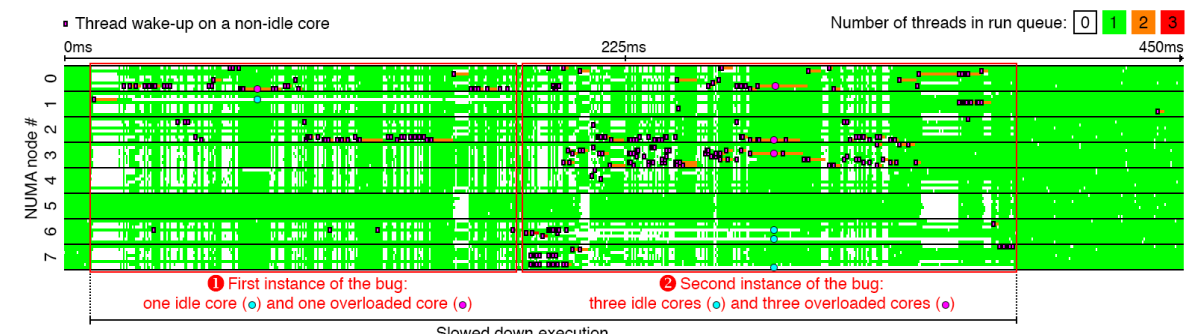 Thread wake-up on a non-idle core
Number of threads in run queue: 0 1 2 3
0ms 225ms 450ms
NUMA node #
0
1
2
3
4
5
6
7
1 First instance of the bug:
one idle core (●) and one overloaded core (●)
2 Second instance of the bug:
three idle cores (●) and three overloaded cores (●)
Slowed down execution